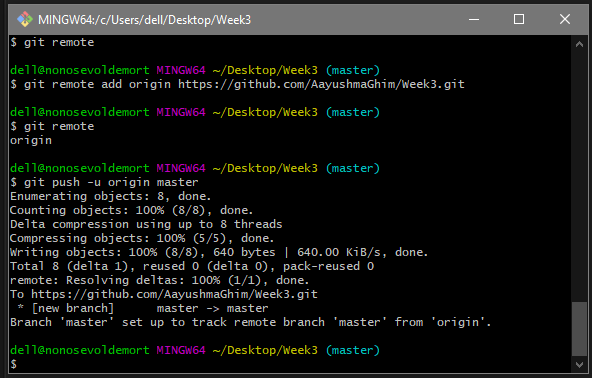 MINGW64:/c/Users/dell/Desktop/Week3
$ git remote
dell@nonosevoldemort MINGW64 ~/Desktop/Week3 (master)
$ git remote add origin https://github.com/AayushmaGhim/Week3.git
dell@nonosevoldemort MINGW64 ~/Desktop/Week3 (master)
$ git remote
origin
dell@nonosevoldemort MINGW64 ~/Desktop/Week3 (master)
$ git push -u origin master
Enumerating objects: 8, done.
Counting objects: 100% (8/8), done.
Delta compression using up to 8 threads
Compressing objects: 100% (5/5), done.
Writing objects: 100% (8/8), 640 bytes | 640.00 KiB/s, done.
Total 8 (delta 1), reused 0 (delta 0), pack-reused 0
remote: Resolving deltas: 100% (1/1), done.
To https://github.com/AayushmaGhim/Week3.git
 * [new branch]      master -> master
Branch 'master' set up to track remote branch 'master' from 'origin'.
dell@nonosevoldemort MINGW64 ~/Desktop/Week3 (master)
$